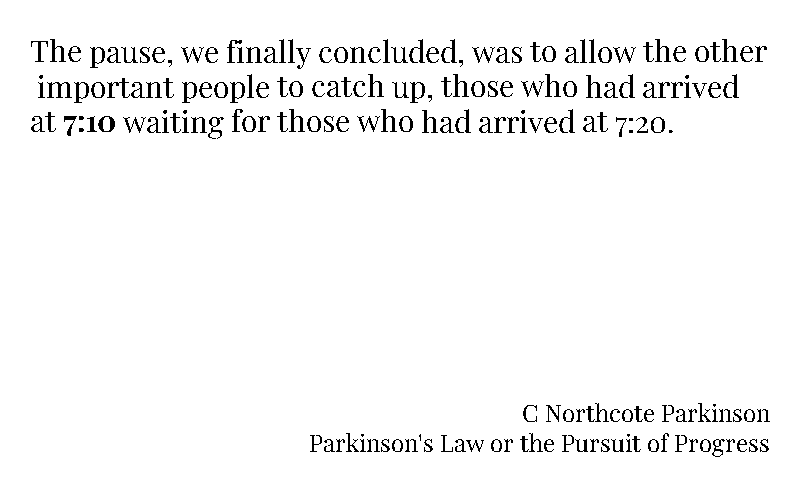 The pause, we finally concluded, was to allow the other
important people to catch up, those who had arrived
at 7:10 waiting for those who had arrived at 7:20.
C Northcote Parkinson
Parkinson's Law or the Pursuit of Progress